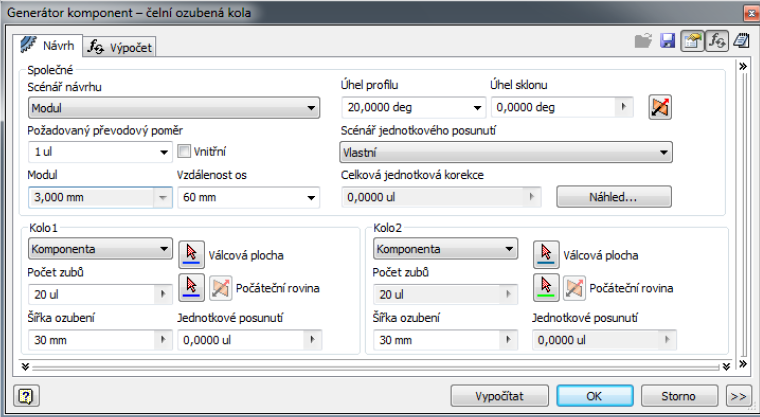 Generátor komponent – čelní ozubená kola
Návrh
fG Výpočet
fG
Společné
Scénář návrhu
Úhel profilu
Úhel sklonu
Modul
20,0000 deg
0,0000 deg
Požadovaný převodový poměr
Scénář jednotkového posunutí
1 ul
Vnitřní
Vlastní
Modul
Vzdálenost os
Celková jednotková korekce
3,000 mm
60 mm
0,0000 ul
Náhled...
Kolo1
Komponenta
Válcová plocha
Počet zubů
20 ul
Počáteční rovina
Šířka ozubení
Jednotkové posunutí
30 mm
0,0000 ul
Kolo2
Komponenta
Válcová plocha
Počet zubů
20 ul
Počáteční rovina
Šířka ozubení
Jednotkové posunutí
30 mm
0,0000 ul
?
Vypočítat
OK
Storno
>>